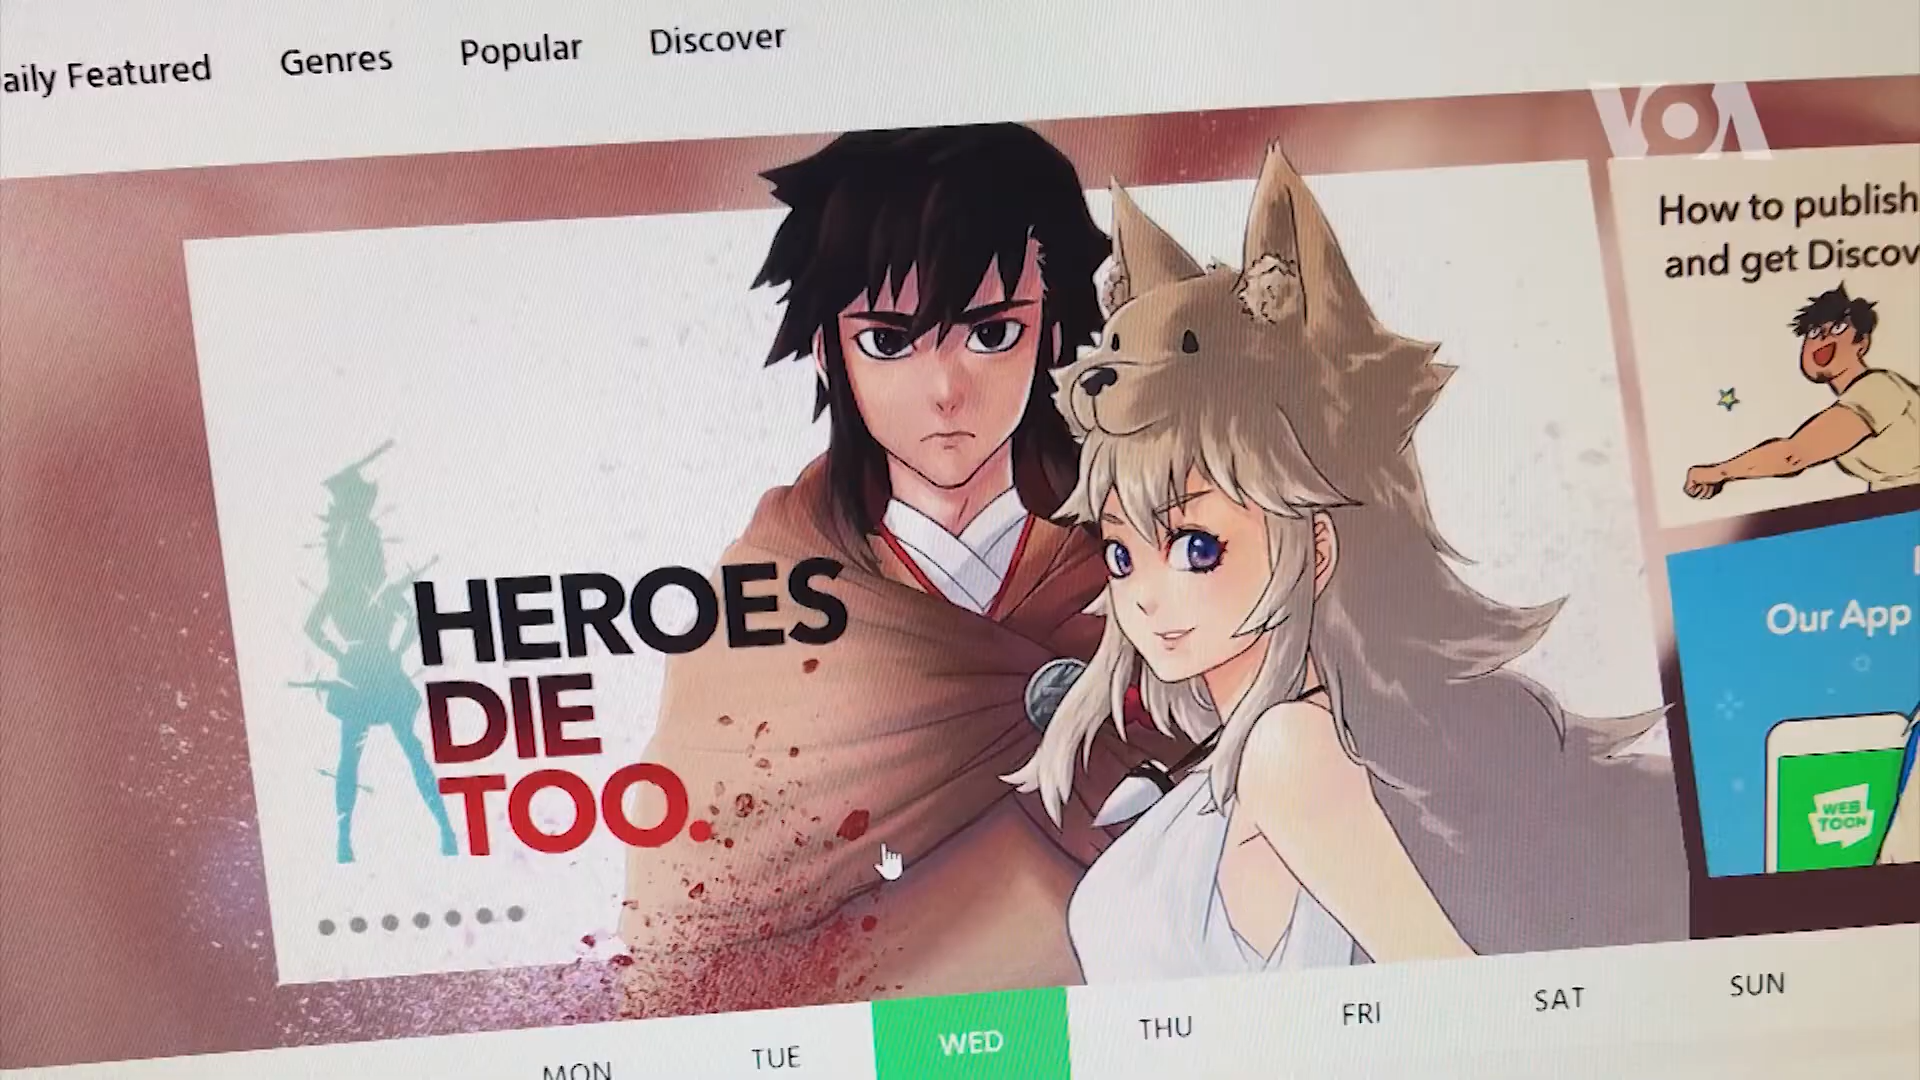 aily Featured
Genres
Popular
Discover
VOA
How to publish
and get Discov
HEROES
DIE
TOO.
Our App
WEB
TOON
MON
TUE
WED
THU
FRI
SAT
SUN